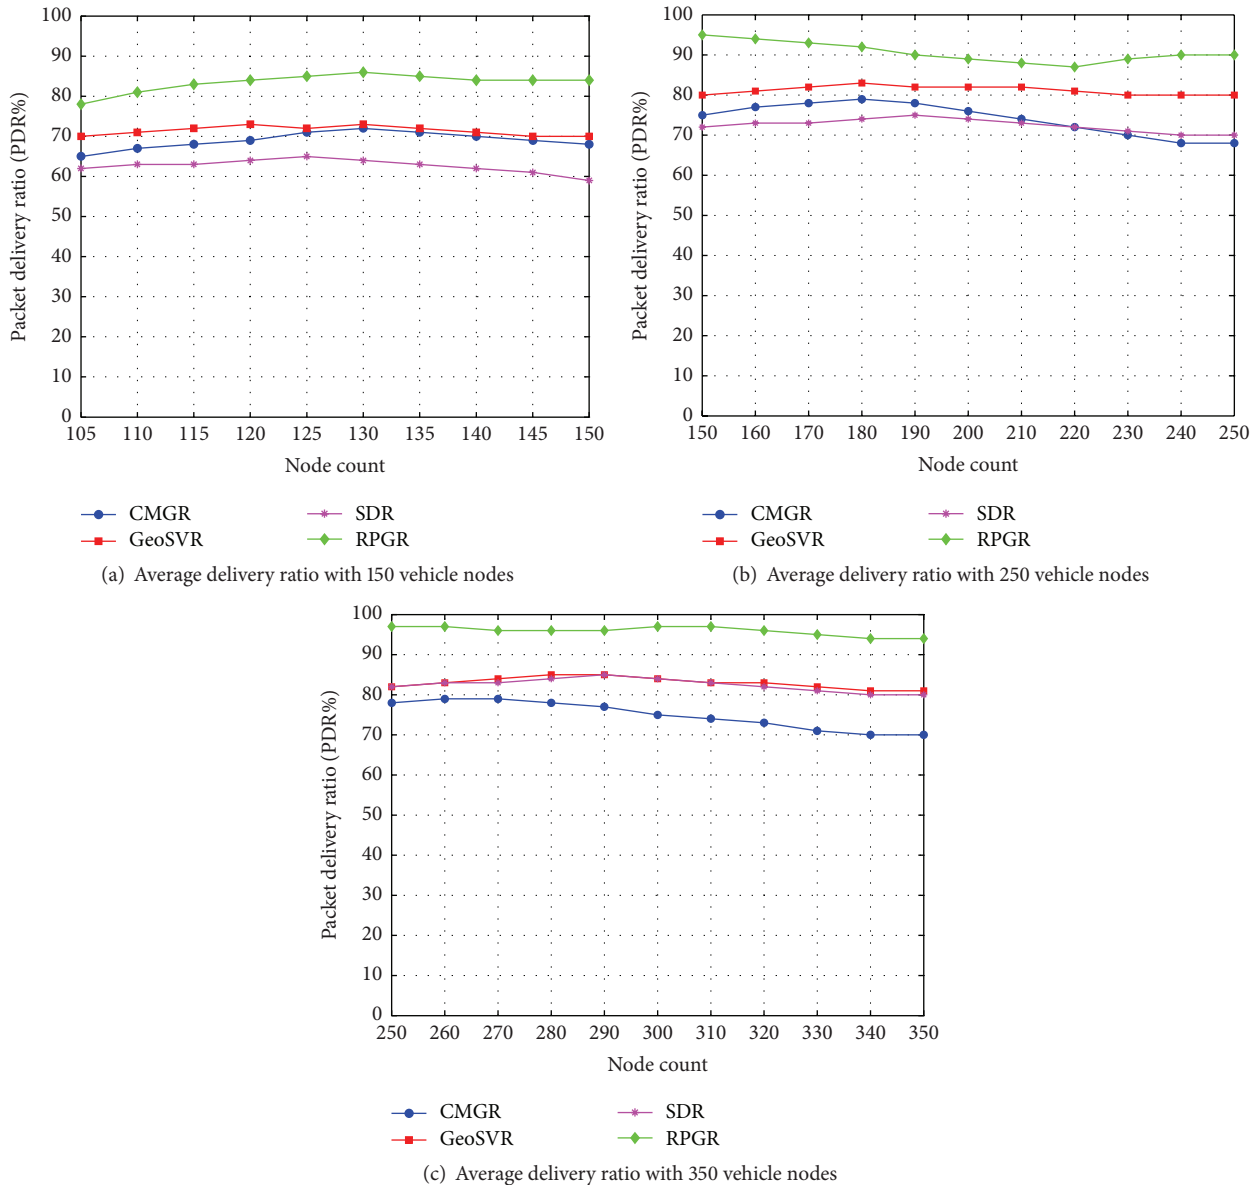 100
90
80
70
60
50
40
30
20
10
0
Packet delivery ratio (PDR%)
105 110 115 120 125 130 135 140 145 150
Node count
CMGR SDR
GeoSVR RPGR
(a) Average delivery ratio with 150 vehicle nodes
100
90
80
70
60
50
40
30
20
10
0
Packet delivery ratio (PDR%)
150 160 170 180 190 200 210 220 230 240 250
Node count
CMGR SDR
GeoSVR RPGR
(b) Average delivery ratio with 250 vehicle nodes
100
90
80
70
60
50
40
30
20
10
0
Packet delivery ratio (PDR%)
250 260 270 280 290 300 310 320 330 340 350
Node count
CMGR SDR
GeoSVR RPGR
(c) Average delivery ratio with 350 vehicle nodes